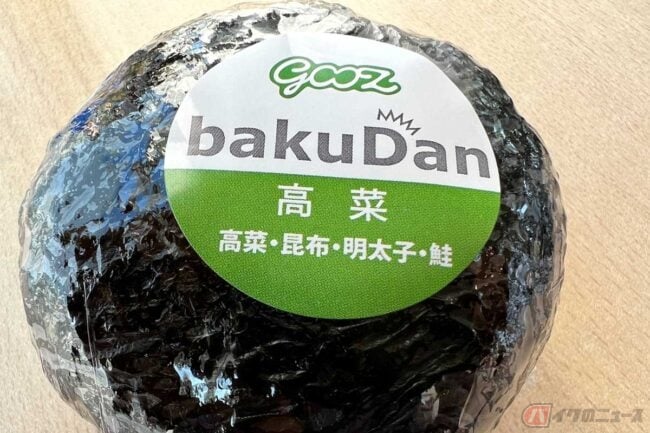 gooz
bakuDan
高菜
高菜・昆布・明太子・鮭
バイクのニュース